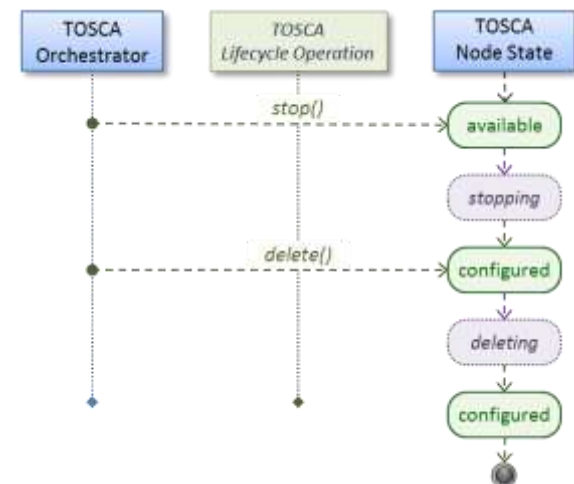 TOSCA
Orchestrator
TOSCA
Lifecycle Operation
TOSCA
Node State
stop()
available
stopping
delete()
configured
deleting
configured